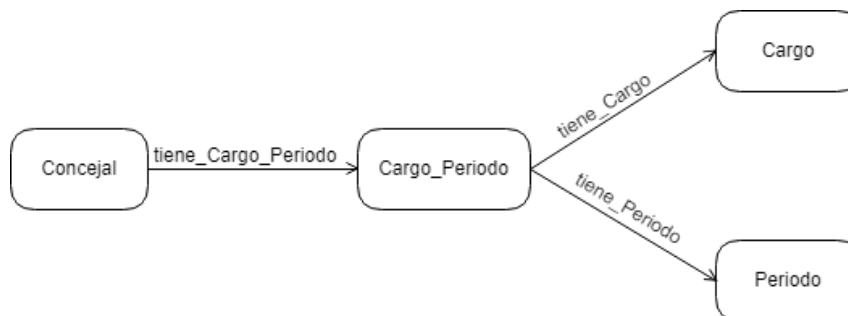 Cargo
tiene_Cargo
Concejal
tiene_Cargo_Periodo
Cargo_Periodo
tiene_Periodo
Periodo